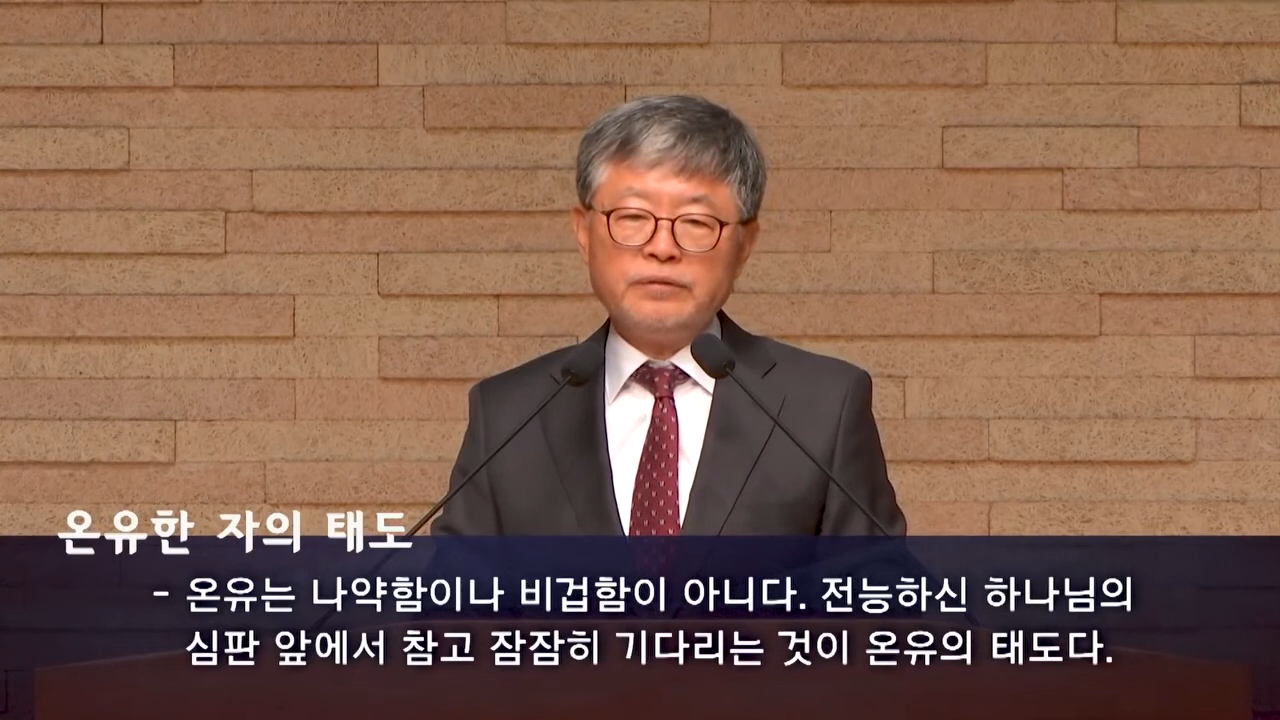 온유한 자의 태도
- 온유는 나약함이나 비겁함이 아니다. 전능하신 하나님의
심판 앞에서 참고 잠잠히 기다리는 것이 온유의 태도다.